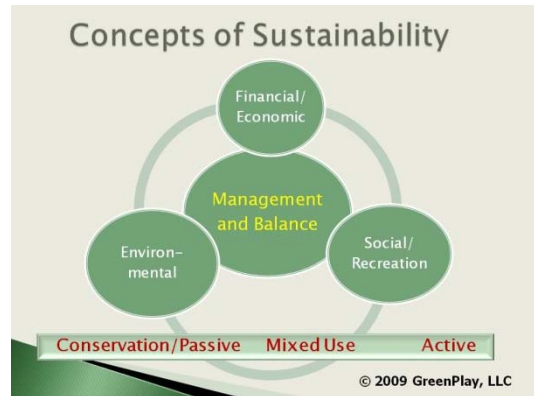 Concepts of Sustainability
Financial/
Economic
Management
and Balance
Environ-
mental
Social/
Recreation
Conservation/Passive Mixed Use Active
© 2009 GreenPlay, LLC